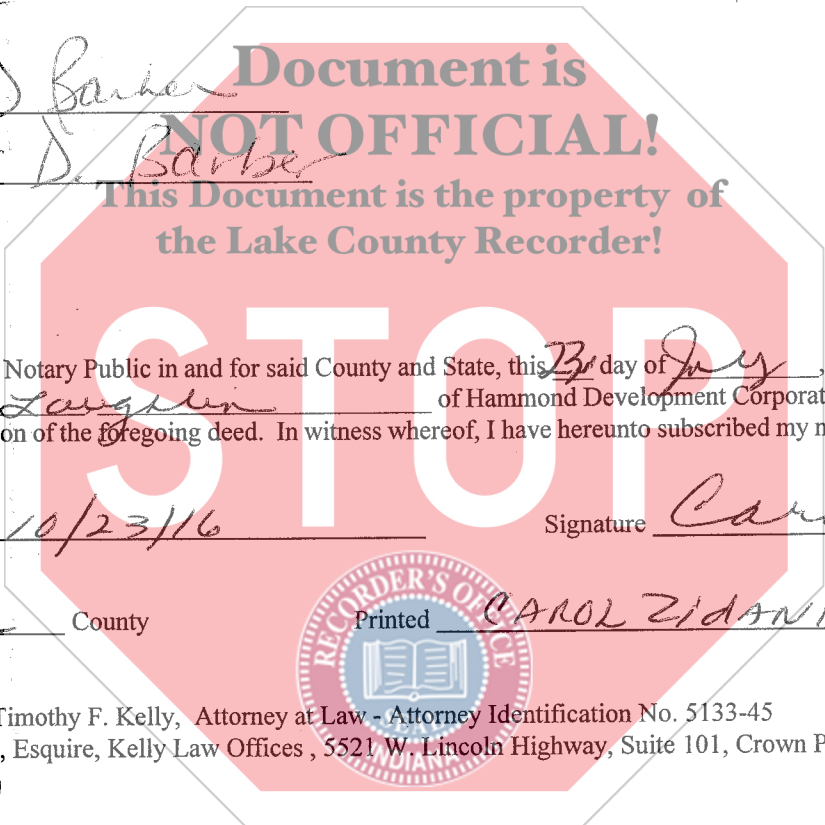 Document is
Barber
NOT OFFICIAL!
D. Barber
This Document is the property of
the Lake County Recorder!
STOP
Notary Public in and for said County and State, this 23rd day of July,
Laughlin of Hammond Development Corporat
on of the foregoing deed. In witness whereof, I have hereunto subscribed my n
10/23/16 Signature Car
County Printed CAROL ZIDAN
RECORDER'S OFFICE
SEAL
INDIANA
Timothy F. Kelly, Attorney at Law - Attorney Identification No. 5133-45
, Esquire, Kelly Law Offices , 5521 W. Lincoln Highway, Suite 101, Crown P